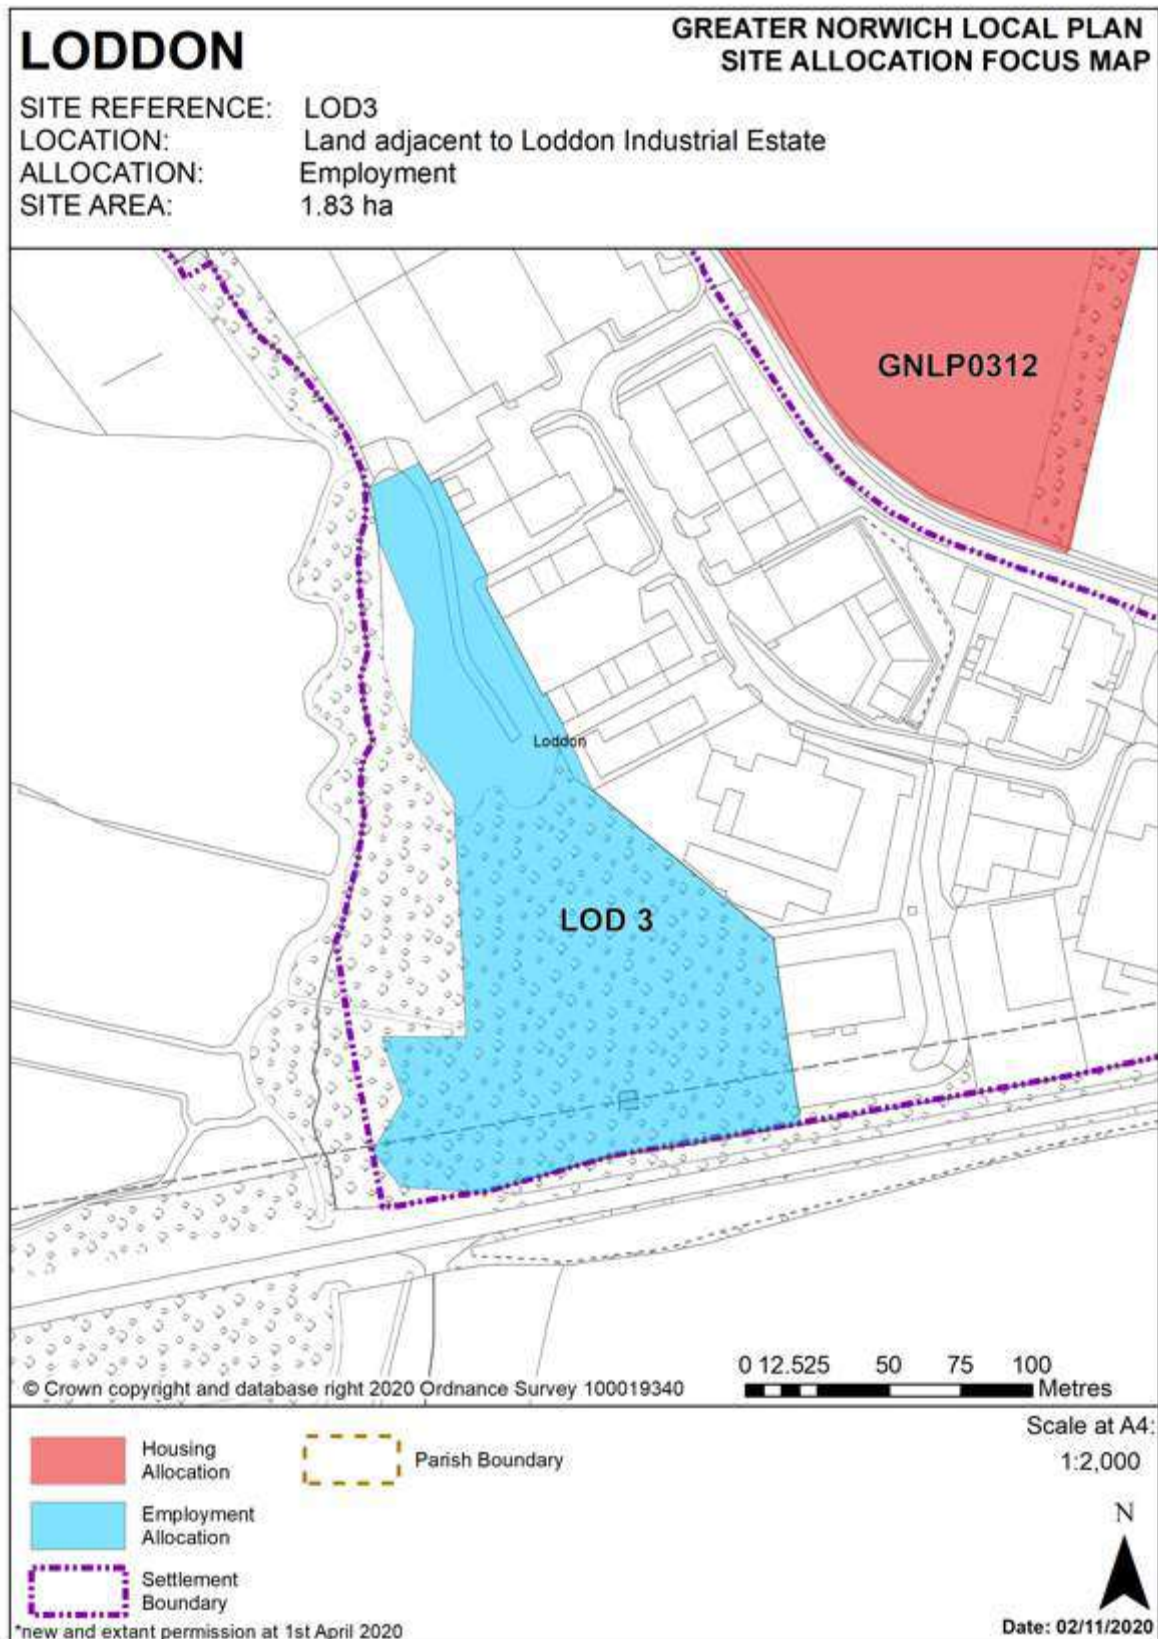 LODDON
GREATER NORWICH LOCAL PLAN
SITE ALLOCATION FOCUS MAP
SITE REFERENCE: LOD3
LOCATION: Land adjacent to Loddon Industrial Estate
ALLOCATION: Employment
SITE AREA: 1.83 ha
GNLP0312
Loddon
LOD 3
0 12.525 50 75 100
Metres
© Crown copyright and database right 2020 Ordnance Survey 100019340
Housing
Allocation
Parish Boundary
Employment
Allocation
Settlement
Boundary
*new and extant permission at 1st April 2020
Scale at A4:
1:2,000
N
Date: 02/11/2020